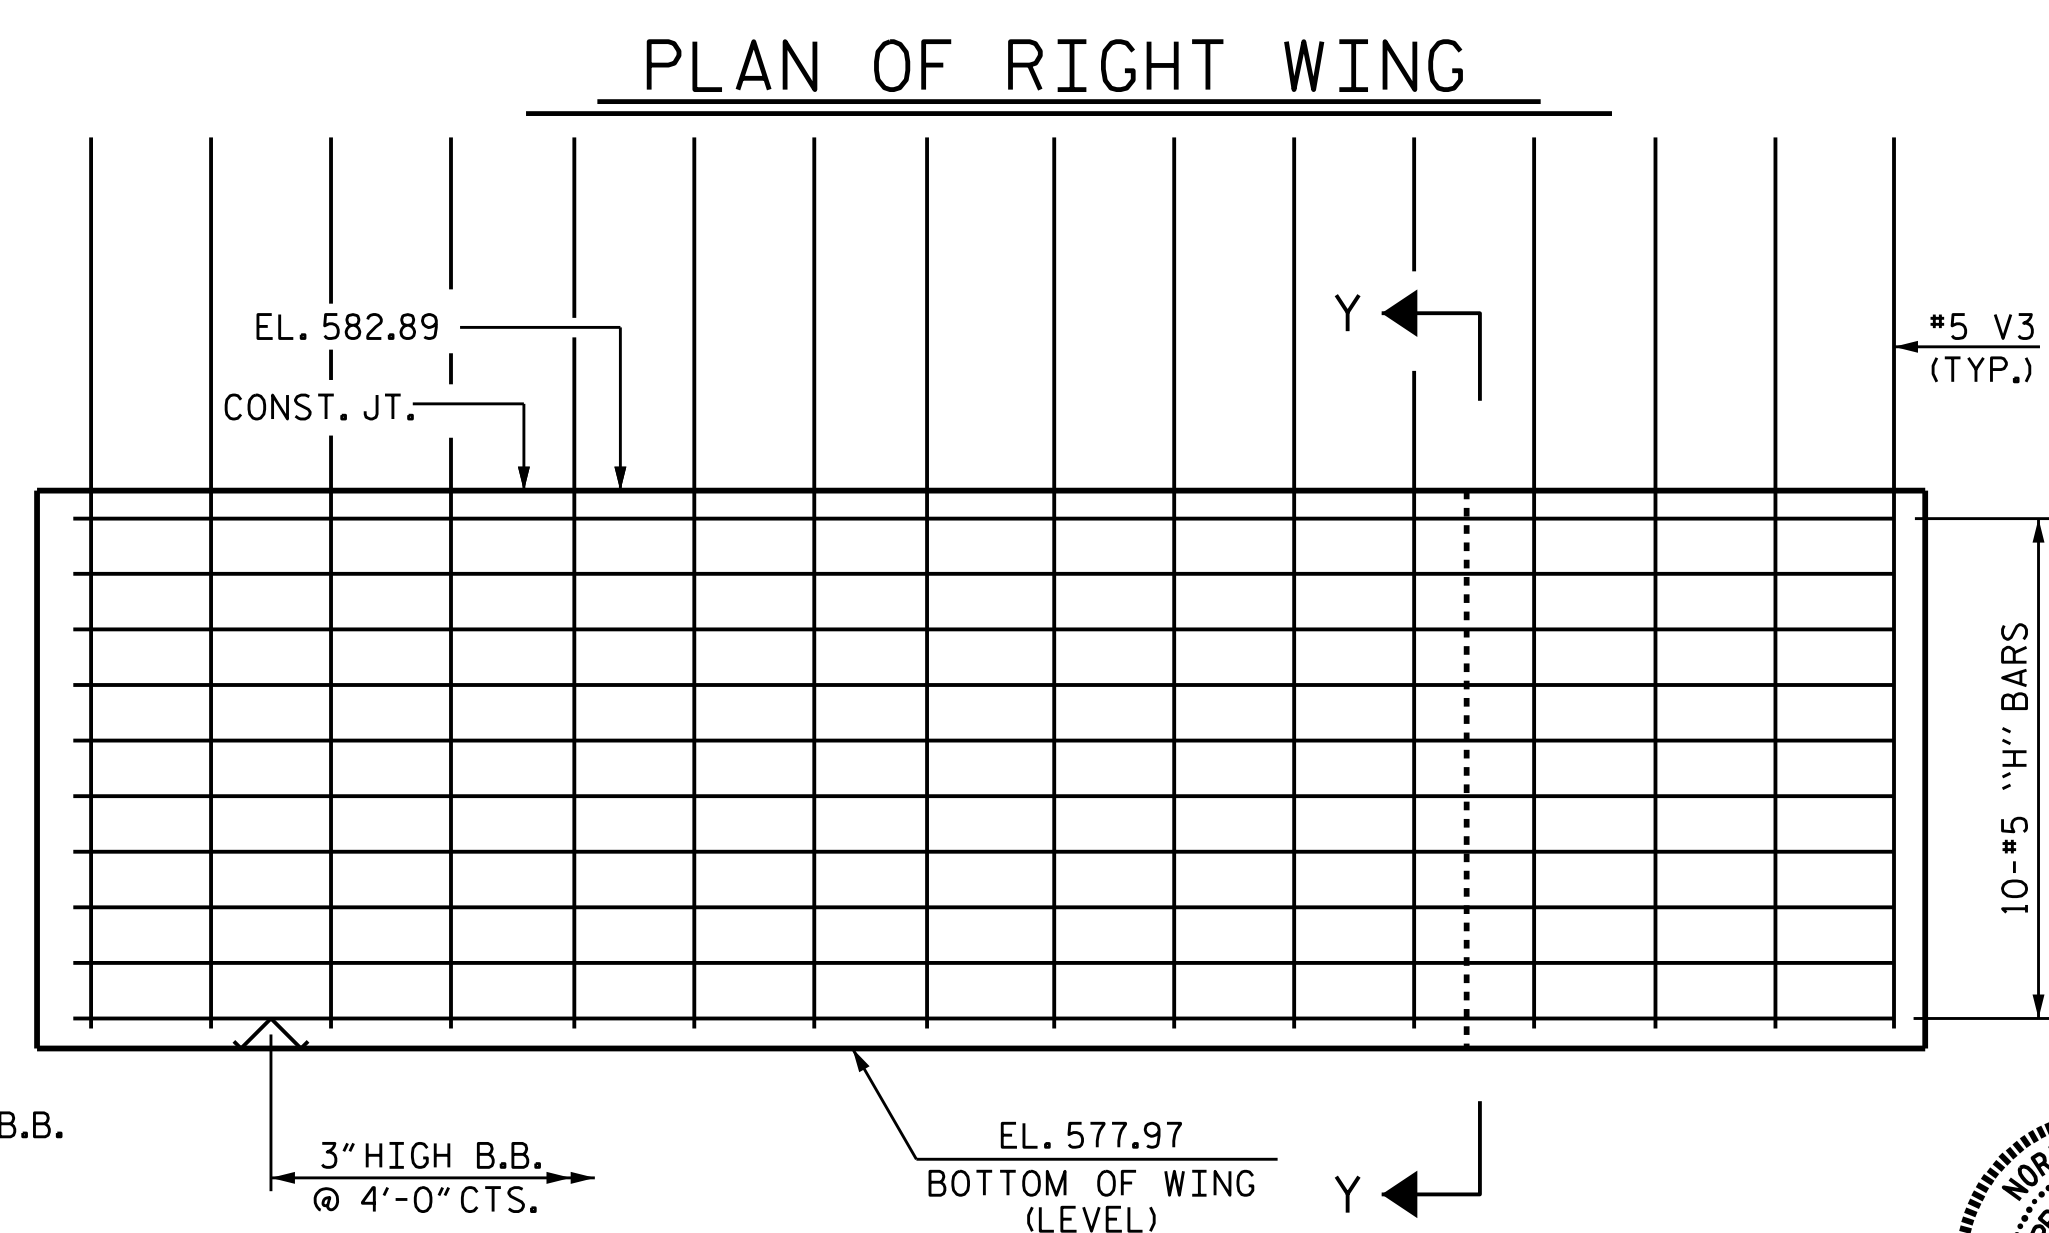 PLAN OF RIGHT WING
EL. 582.89
CONST. JT.
Y
#5 V3
(TYP.)
10-#5 "H" BARS
B.B.
3"HIGH B.B.
@ 4'-0"CTS.
EL. 577.97
BOTTOM OF WING
(LEVEL)
Y